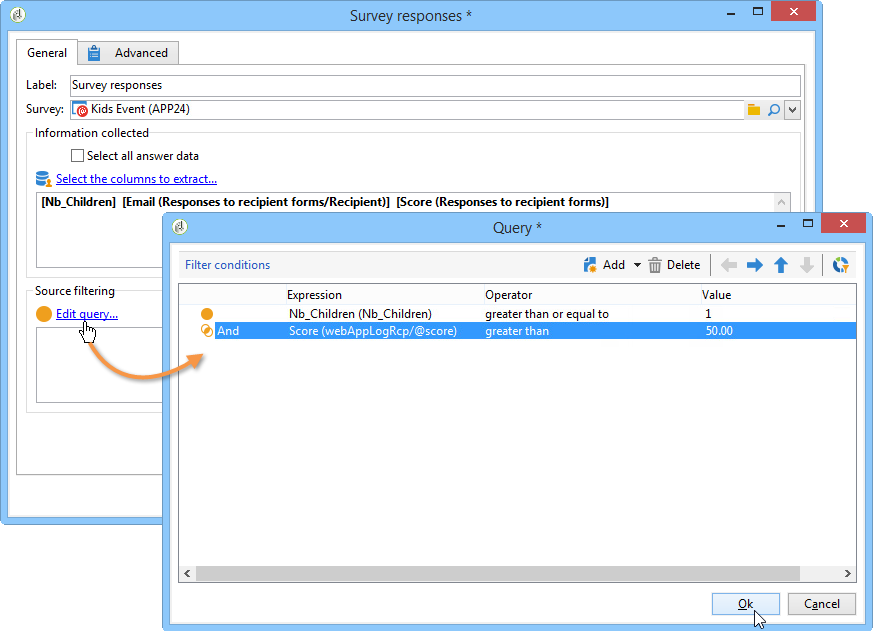 Survey responses *
General
Advanced
Label: Survey responses
Survey: Kids Event (APP24)
Information collected
Select all answer data
Select the columns to extract...
[Nb_Children] [Email (Responses to recipient forms/Recipient)] [Score (Responses to recipient forms)]
Source filtering
Edit query...
Query *
Filter conditions Add Delete
Expression Operator Value
Nb_Children (Nb_Children) greater than or equal to 1
And Score (webAppLogRcp/@score) greater than 50.00
Ok Cancel